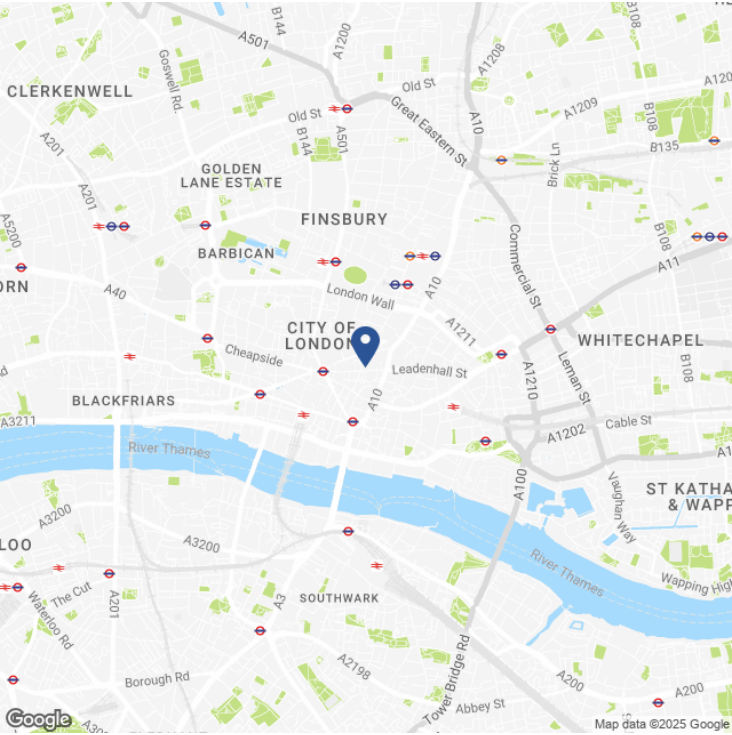 B144
A1200
A501
A1208
B108
A1209
A120
CLERKENWELL
Goswell Rd.
Old St
Old St
Great Eastern St
A10
A201
B144
A501
B108
B135
Brick Ln
GOLDEN
LANE ESTATE
A201
A5200
FINSBURY
Commercial St
B108
BARBICAN
A11
ORN
A40
London Wall
A10
A1211
CITY OF
LONDON
Cheapside
Leadenhall St
WHITECHAPEL
B108
Leman St
A1210
A10
BLACKFRIARS
A3211
River Thames
Cable St
A1202
A100
ST KATHA
& WAPP
Vaughan Way
A3200
A3200
LOO
River Thames
Wapping High
The Cut
A201
A3
SOUTHWARK
Waterloo Rd
Tower Bridge Rd
Borough Rd
A2198
A200
A200
Abbey St
Google
Map data ©2025 Google